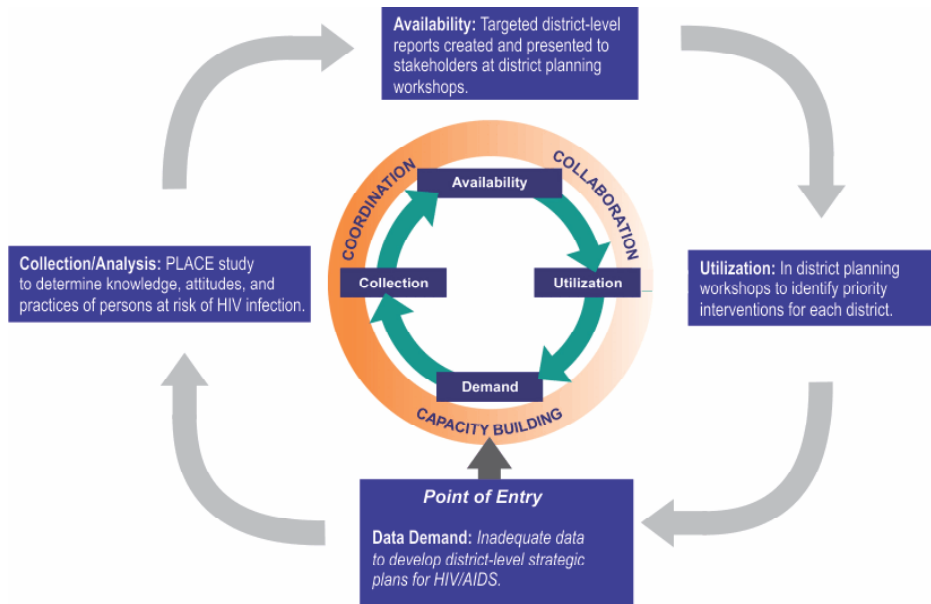 Availability: Targeted district-level
reports created and presented to
stakeholders at district planning
workshops.
COORDINATION
COLLABORATION
Availability
Collection/Analysis: PLACE study
to determine knowledge, attitudes, and
practices of persons at risk of HIV infection.
Collection
Utilization
Utilization: In district planning
workshops to identify priority
interventions for each district.
Demand
CAPACITY BUILDING
Point of Entry
Data Demand: Inadequate data
to develop district-level strategic
plans for HIV/AIDS.